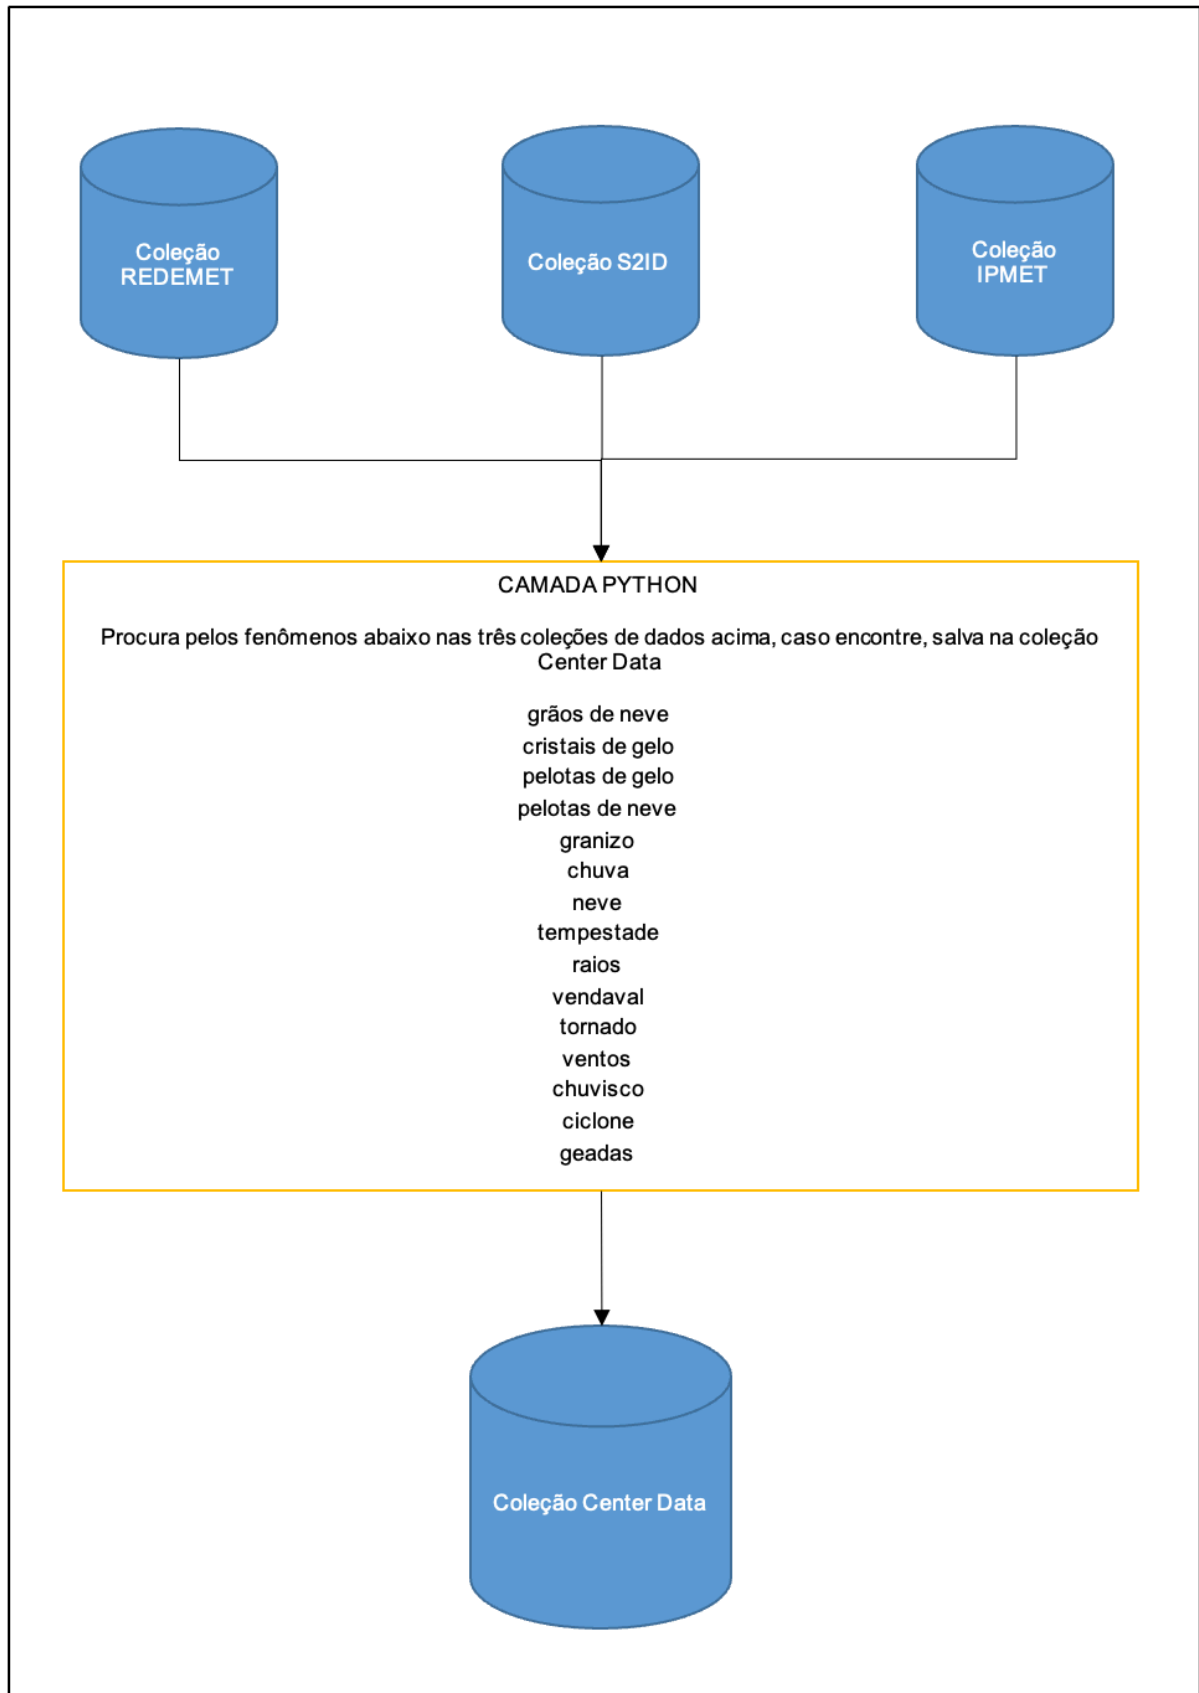 Coleção
REDEMET
Coleção S2ID
Coleção
IPMET
CAMADA PYTHON
Procura pelos fenômenos abaixo nas três coleções de dados acima, caso encontre, salva na coleção
Center Data
grãos de neve
cristais de gelo
pelotas de gelo
pelotas de neve
granizo
chuva
neve
tempestade
raios
vendaval
tornado
ventos
chuvisco
ciclone
geadas
Coleção Center Data